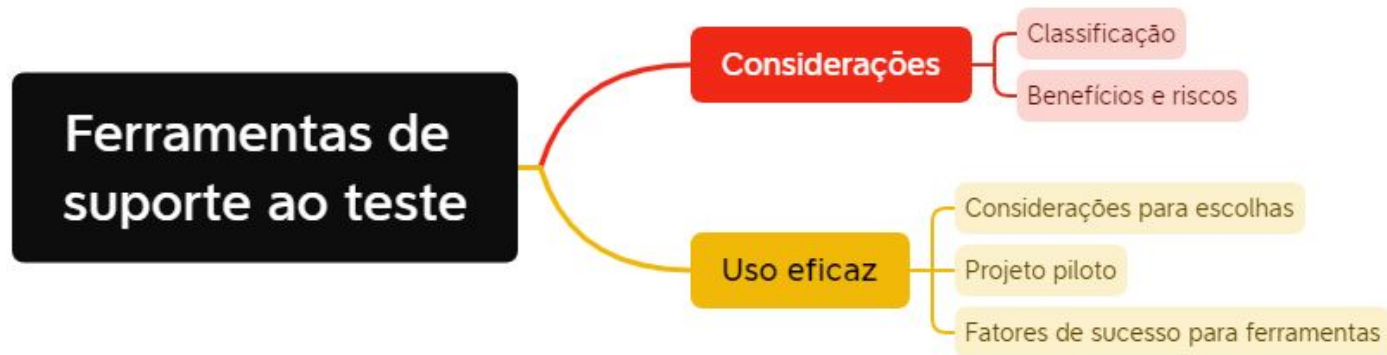 Ferramentas de
suporte ao teste
Considerações
Classificação
Benefícios e riscos
Uso eficaz
Considerações para escolhas
Projeto piloto
Fatores de sucesso para ferramentas